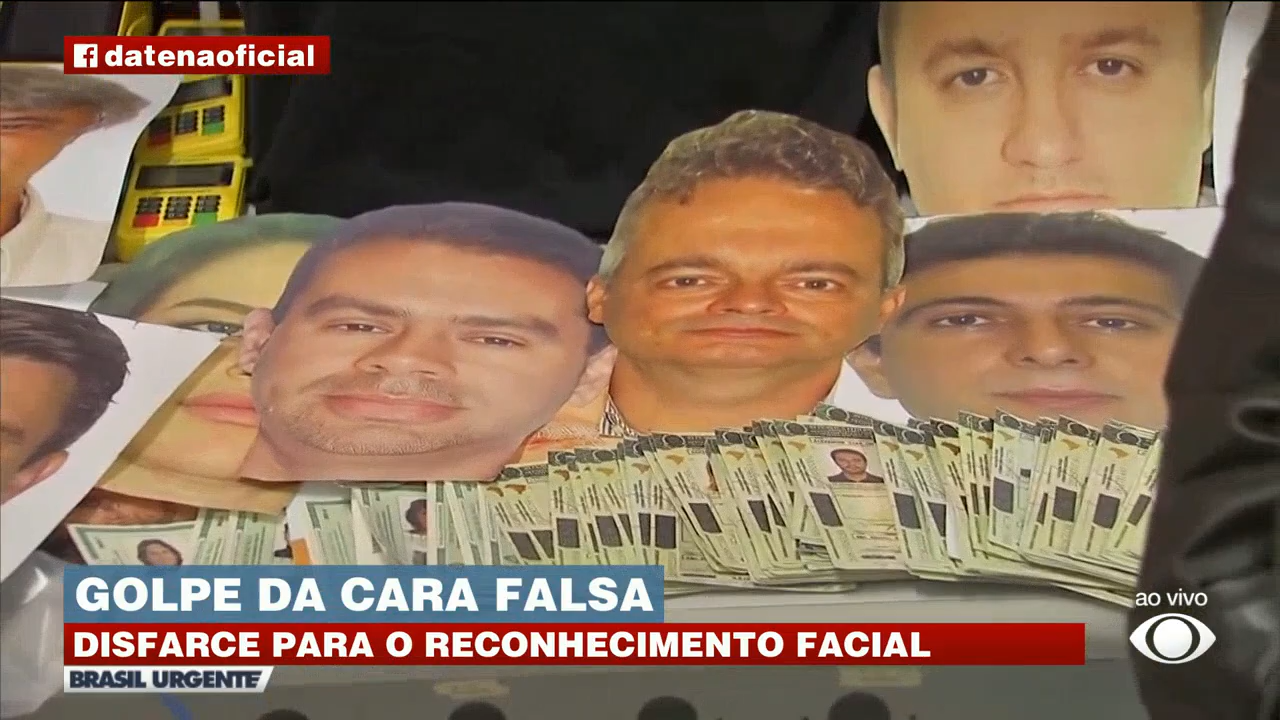 datenaoficial
GOLPE DA CARA FALSA
DISFARCE PARA O RECONHECIMENTO FACIAL
BRASIL URGENTE
ao vivo